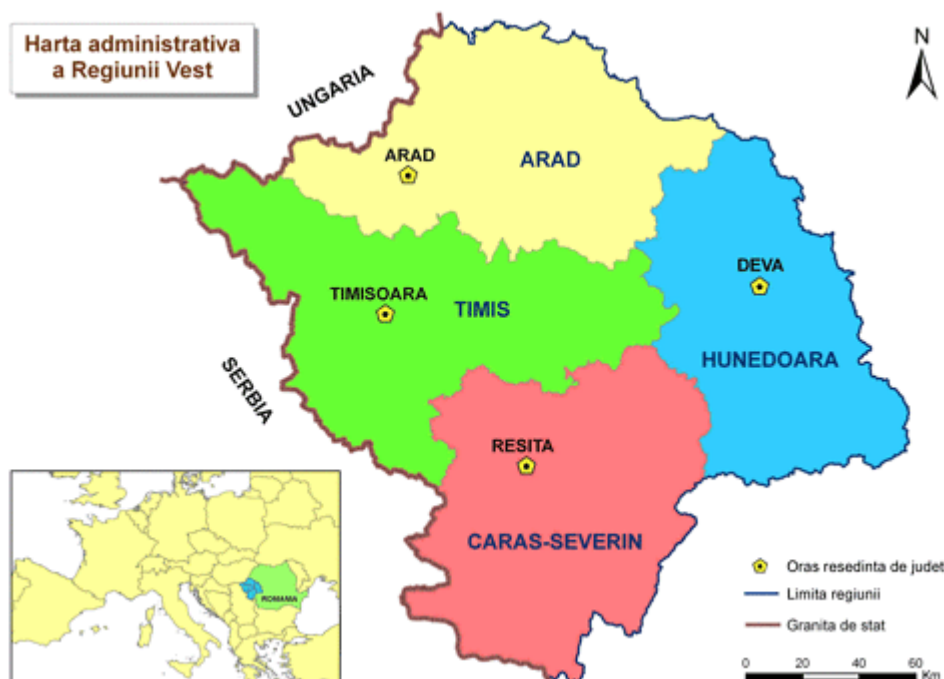 Harta administrativa
a Regiunii Vest
N
UNGARIA
ARAD
ARAD
DEVA
TIMISOARA
TIMIS
HUNEDOARA
SERBIA
RESITA
CARAS-SEVERIN
ROMANIA
Oras resedinta de judet
Limita regiunii
Granita de stat
0 20 40 60
Km